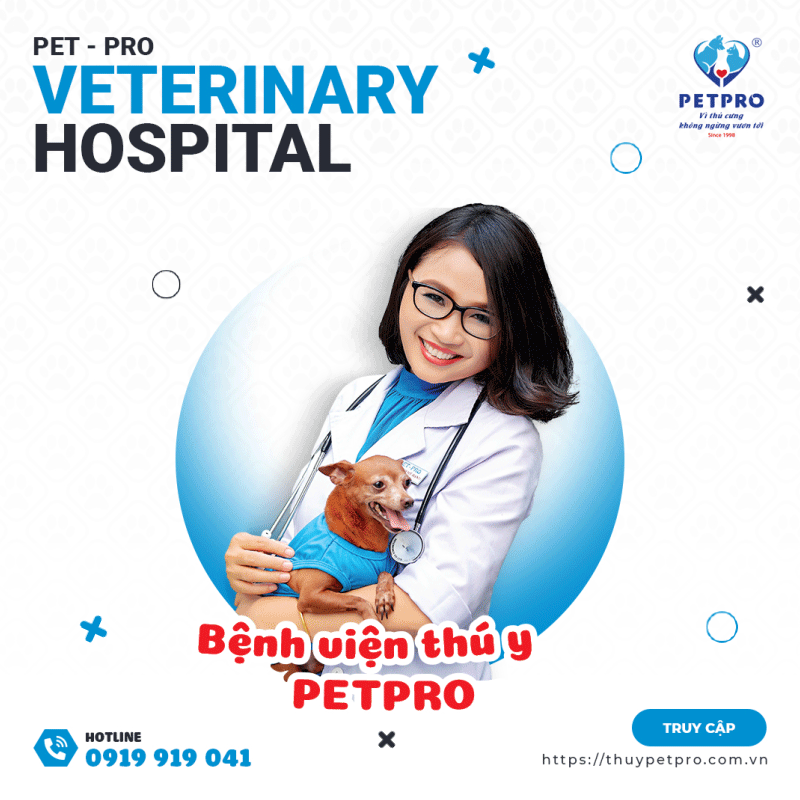 PET - PRO
VETERINARY
HOSPITAL
®
PETPRO
Vì thú cưng
không ngừng vươn tới
Since 1998
Bệnh viện thú y
PETPRO
HOTLINE
0919 919 041
TRUY CẬP
https://thuypetpro.com.vn